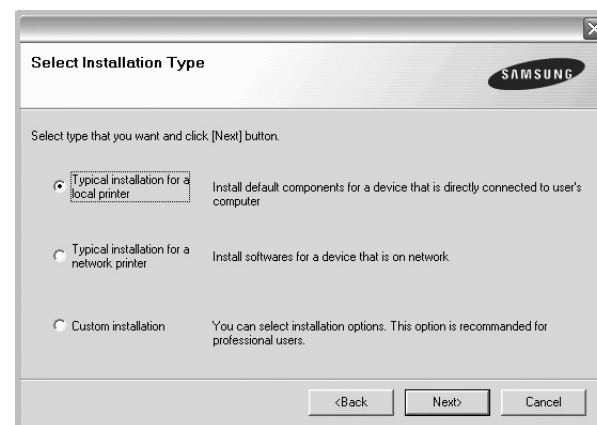 Select Installation Type
SAMSUNG
Select type that you want and click [Next] button.
Typical installation for a
local printer
Install default components for a device that is directly connected to user's
computer
Typical installation for a
network printer
Install softwares for a device that is on network
Custom installation
You can select installation options. This option is recommanded for
professional users.
<Back
Next>
Cancel